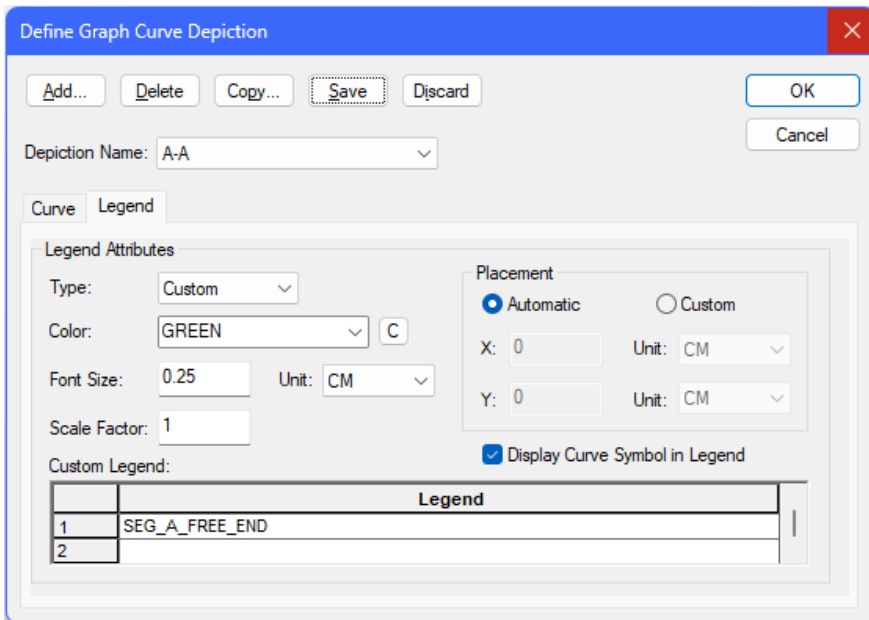 Define Graph Curve Depiction
Add... Delete Copy... Save Discard OK
Cancel
Depiction Name: A-A
Curve Legend
Legend Attributes
Type: Custom
Color: GREEN C
Font Size: 0.25 Unit: CM
Scale Factor: 1
Placement
Automatic Custom
X: 0 Unit: CM
Y: 0 Unit: CM
Display Curve Symbol in Legend
Custom Legend:
Legend
1 SEG_A_FREE_END
2